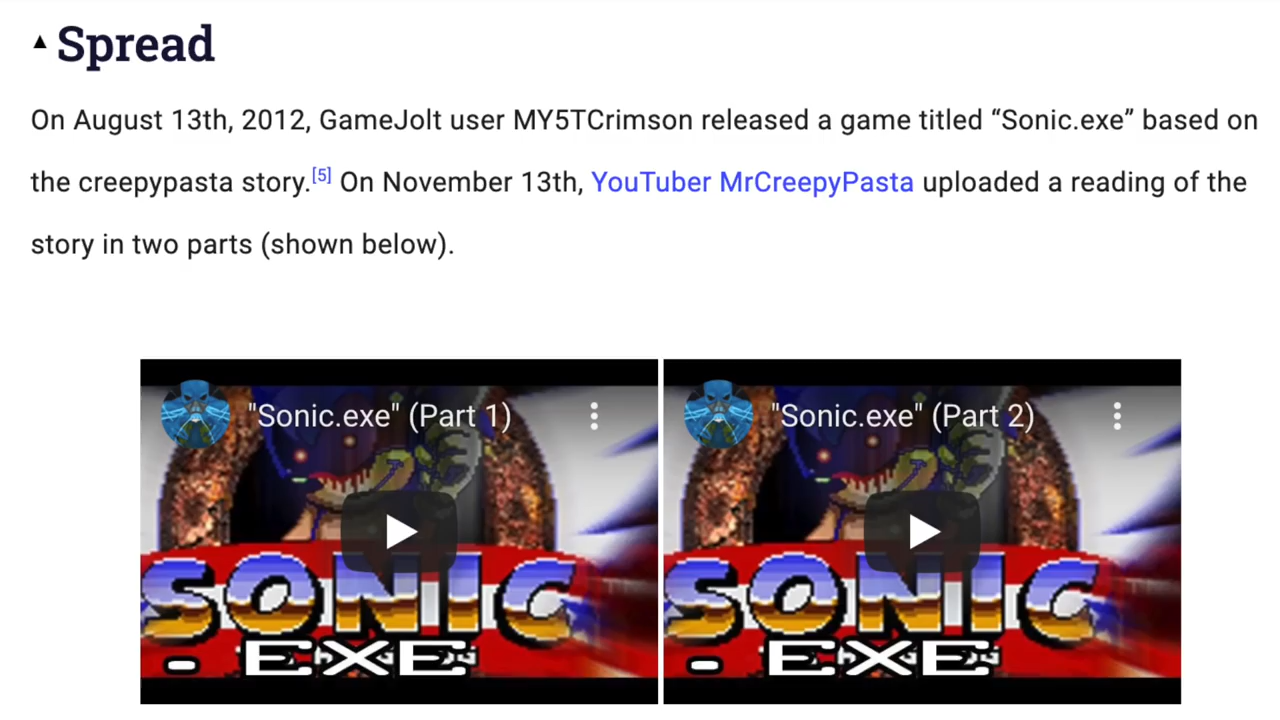 Spread
On August 13th, 2012, GameJolt user MY5TCrimson released a game titled “Sonic.exe” based on
the creepypasta story.[5] On November 13th, YouTuber MrCreepyPasta uploaded a reading of the
story in two parts (shown below).
"Sonic.exe" (Part 1)
"Sonic.exe" (Part 2)
SONIC
SONIC
- EXE
- EXE